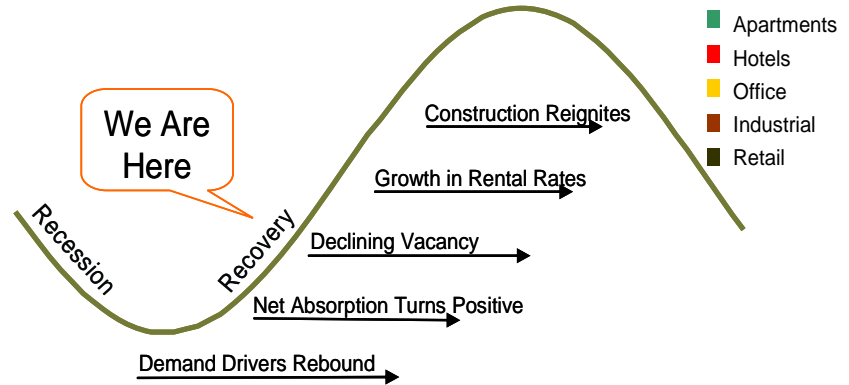 Apartments
Hotels
Office
Industrial
Retail
We Are
Here
Construction Reignites
Growth in Rental Rates
Recession
Recovery
Declining Vacancy
Net Absorption Turns Positive
Demand Drivers Rebound